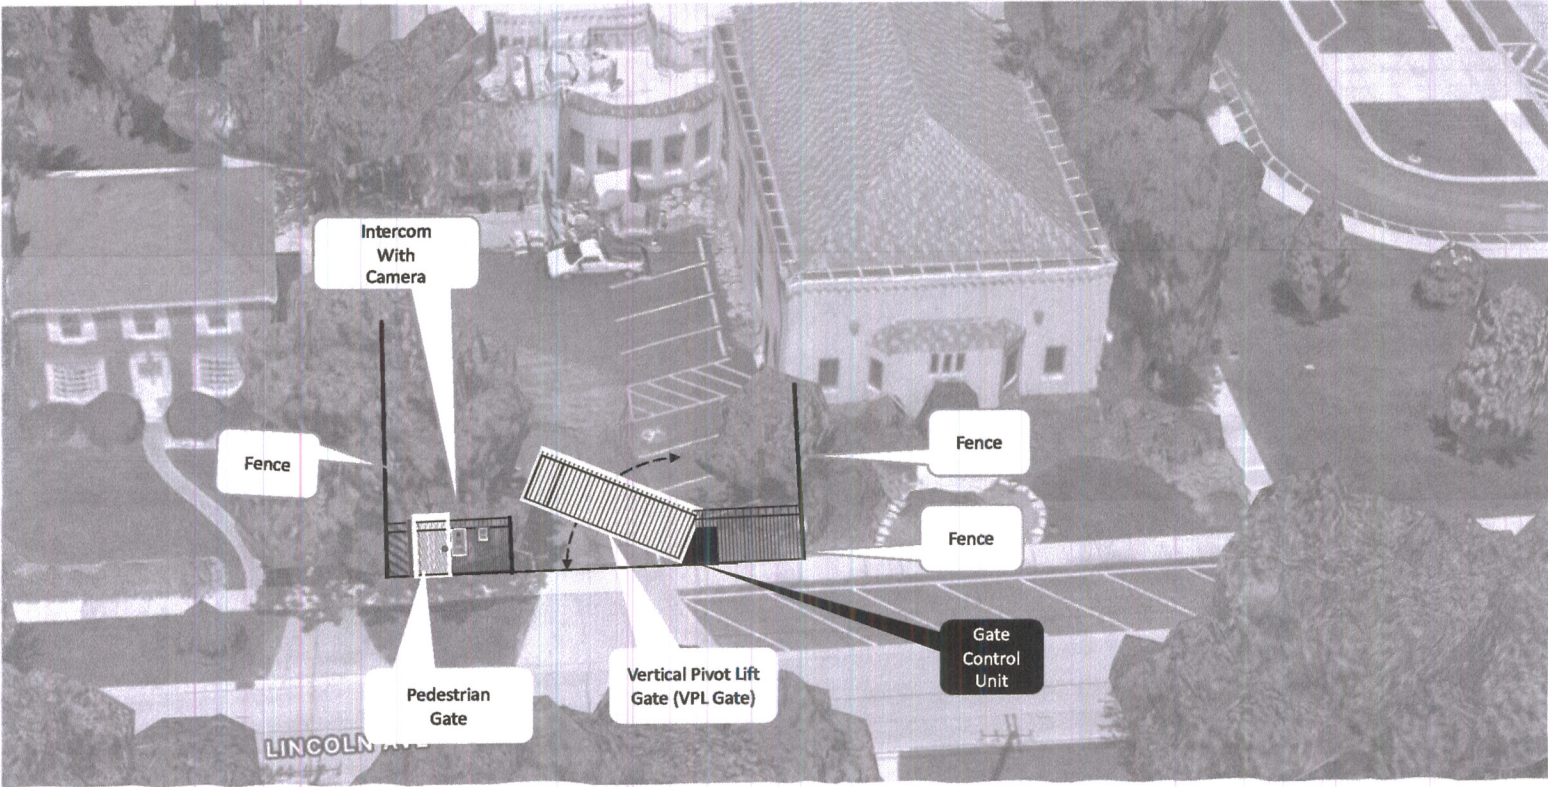 Intercom
With
Camera
Fence
Fence
Fence
Gate
Control
Unit
Vertical Pivot Lift
Gate (VPL Gate)
Pedestrian
Gate
LINCOLN AVE